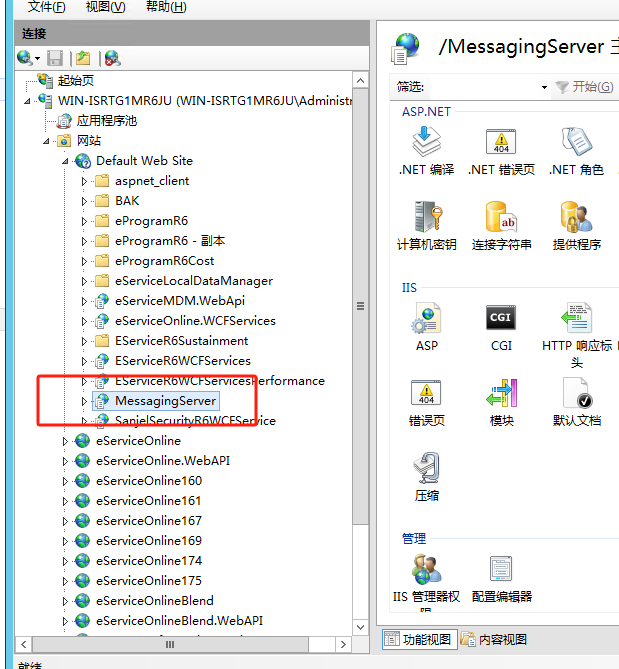 文件(F) 视图(V) 帮助(H)
连接
起始页
WIN-ISRTG1MR6JU (WIN-ISRTG1MR6JU\Administr
应用程序池
网站
Default Web Site
aspnet_client
BAK
eProgramR6
eProgramR6 - 副本
eProgramR6Cost
eServiceLocalDataManager
eServiceMDM.WebApi
eServiceOnline.WCFServices
EServiceR6Sustainment
EServiceR6WCFServices
EServiceR6WCFServicesPerformance
MessagingServer
SanjelSecurityR6WCFService
eServiceOnline
eServiceOnline.WebAPI
eServiceOnline160
eServiceOnline161
eServiceOnline167
eServiceOnline169
eServiceOnline174
eServiceOnline175
eServiceOnlineBlend
eServiceOnlineBlend.WebAPI
就绪
/MessagingServer 主
筛选: 开始(G)
ASP.NET
.NET 编译 .NET 错误页 .NET 角色
计算机密钥 连接字符串 提供程序
IIS
ASP CGI HTTP 响应标
头
错误页 模块 默认文档
压缩
管理
IIS 管理器权 配置编辑器
限
功能视图 内容视图